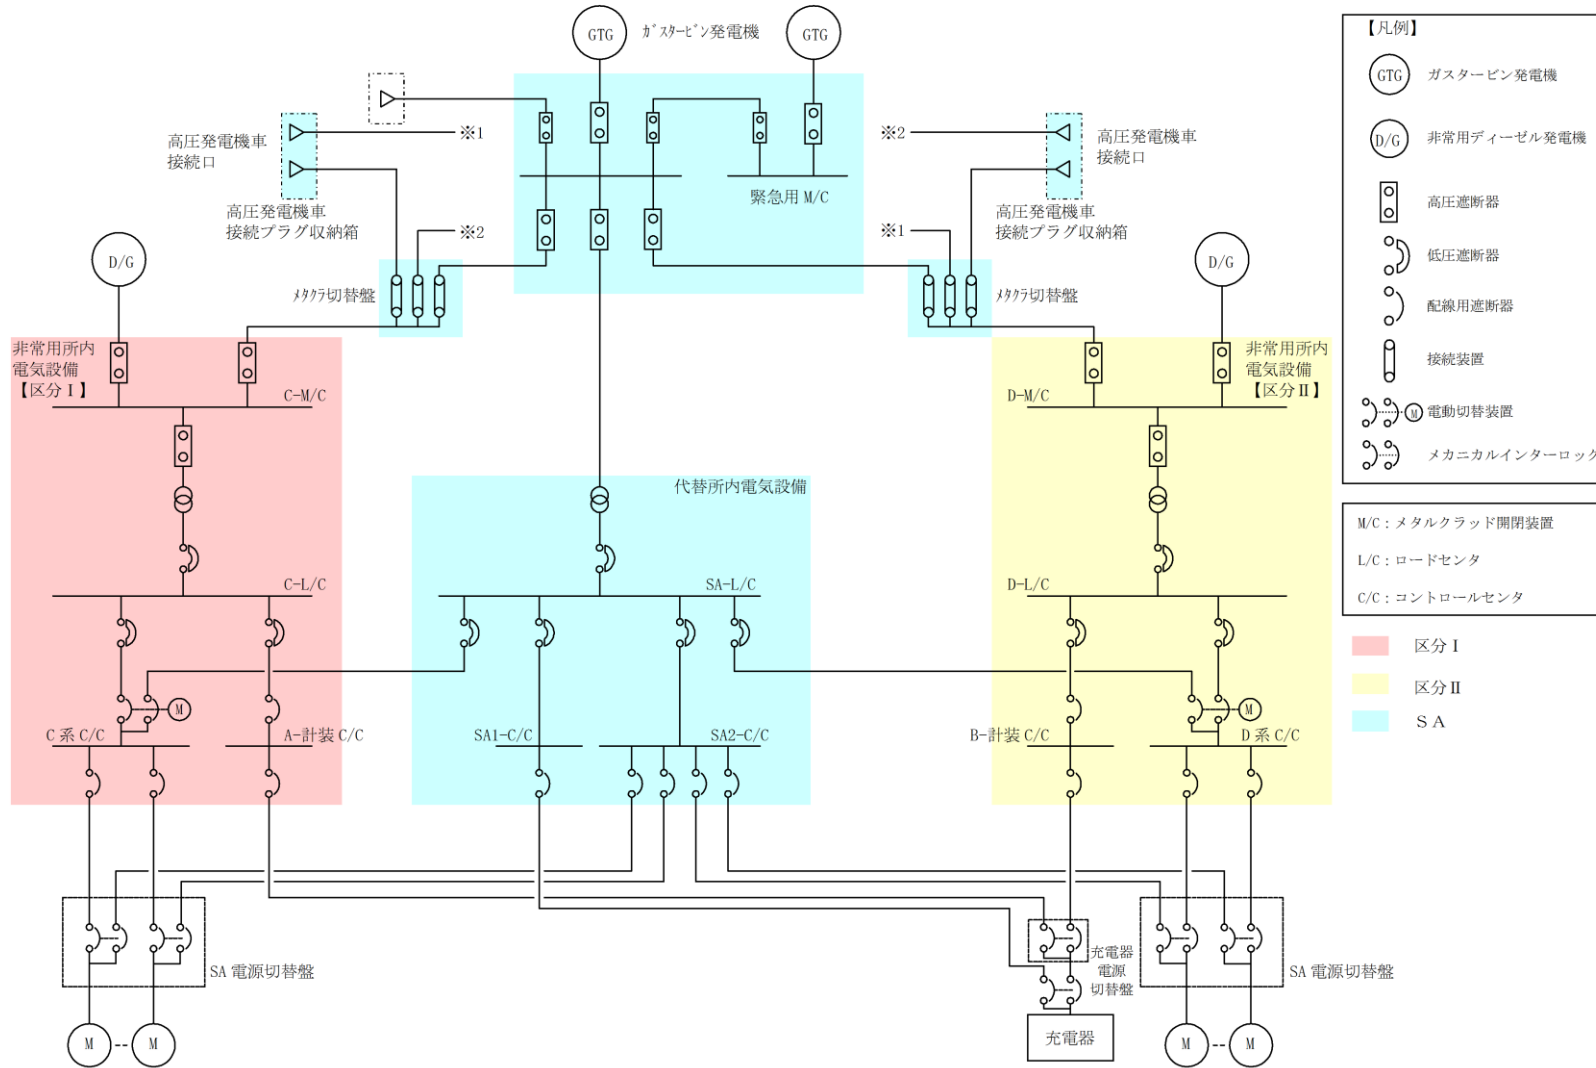 GTG
ガスタービン発電機
GTG
高圧発電機車
接続口
※1
※2
高圧発電機車
接続口
緊急用 M/C
高圧発電機車
接続プラグ収納箱
※2
※1
高圧発電機車
接続プラグ収納箱
D/G
メタクラ切替盤
メタクラ切替盤
D/G
非常用所内
電気設備
【区分Ⅰ】
C-M/C
D-M/C
非常用所内
電気設備
【区分Ⅱ】
代替所内電気設備
C-L/C
SA-L/C
D-L/C
M
M
C 系 C/C
A-計装 C/C
SA1-C/C
SA2-C/C
B-計装 C/C
D 系 C/C
SA 電源切替盤
充電器
電源
切替盤
SA 電源切替盤
M
M
充電器
M
M
【凡例】
GTG
ガスタービン発電機
D/G
非常用ディーゼル発電機
高圧遮断器
低圧遮断器
配線用遮断器
接続装置
M
電動切替装置
メカニカルインターロック
M/C：メタルクラッド開閉装置
L/C：ロードセンタ
C/C：コントロールセンタ
区分Ⅰ
区分Ⅱ
ＳＡ